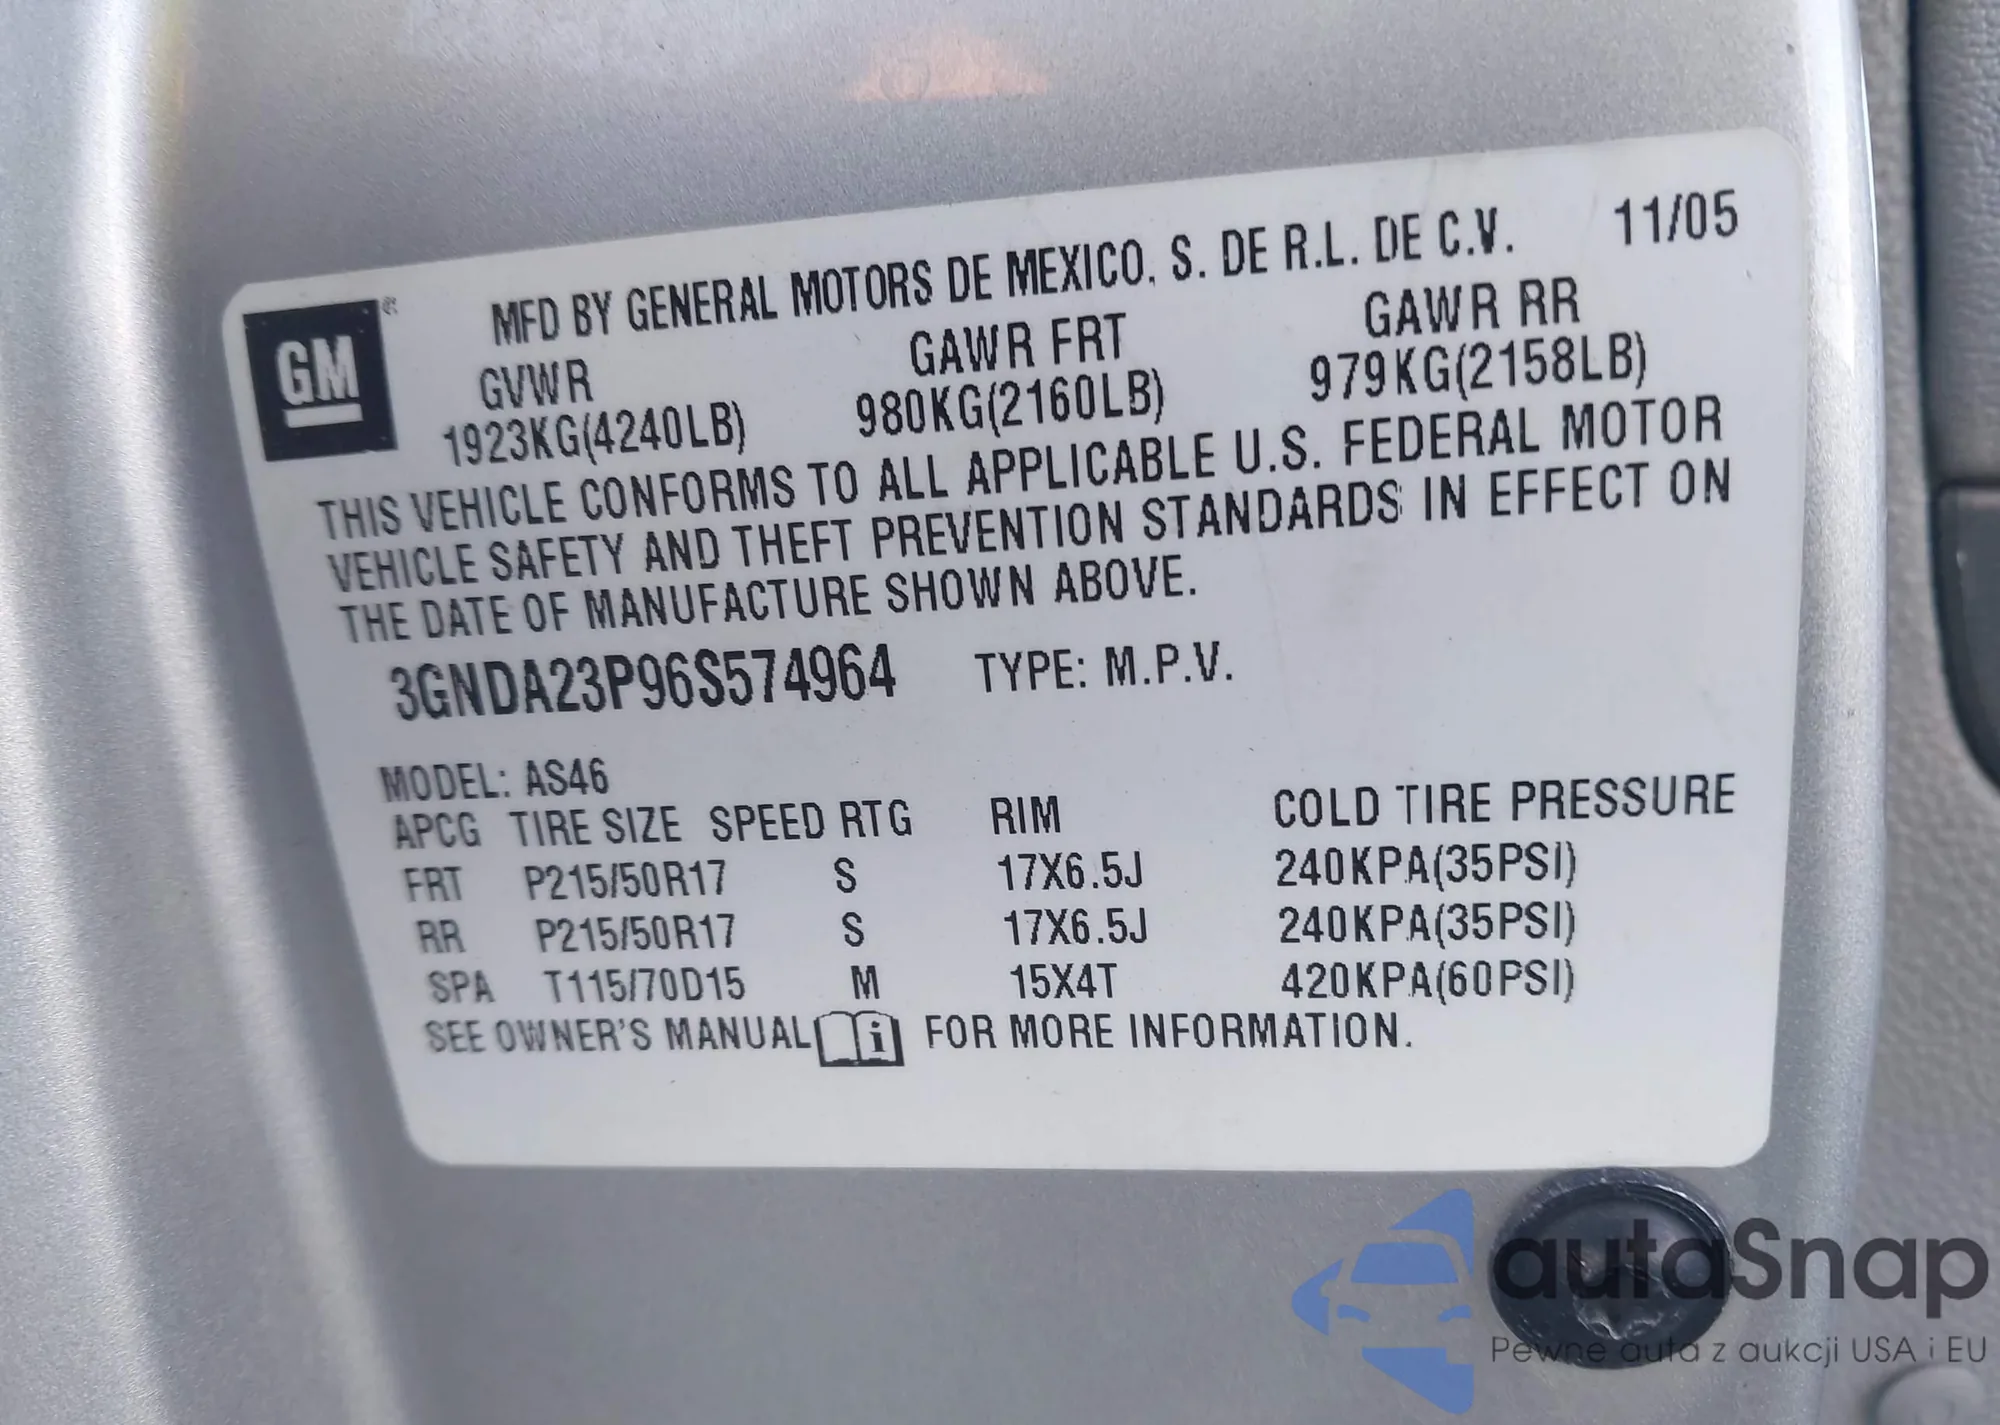 MFD BY GENERAL MOTORS DE MEXICO, S. DE R.L. DE C.V. 11/05
GM
GVWR GAWR FRT GAWR RR
1923KG(4240LB) 980KG(2160LB) 979KG(2158LB)
THIS VEHICLE CONFORMS TO ALL APPLICABLE U.S. FEDERAL MOTOR
VEHICLE SAFETY AND THEFT PREVENTION STANDARDS IN EFFECT ON
THE DATE OF MANUFACTURE SHOWN ABOVE.
3GNDA23P96S574964 TYPE: M.P.V.
MODEL: AS46
APCG TIRE SIZE SPEED RTG RIM COLD TIRE PRESSURE
FRT P215/50R17 S 17X6.5J 240KPA(35PSI)
RR P215/50R17 S 17X6.5J 240KPA(35PSI)
SPA T115/70D15 M 15X4T 420KPA(60PSI)
SEE OWNER'S MANUAL i FOR MORE INFORMATION.
autaSnap
Pewne auta z aukcji USA i EU